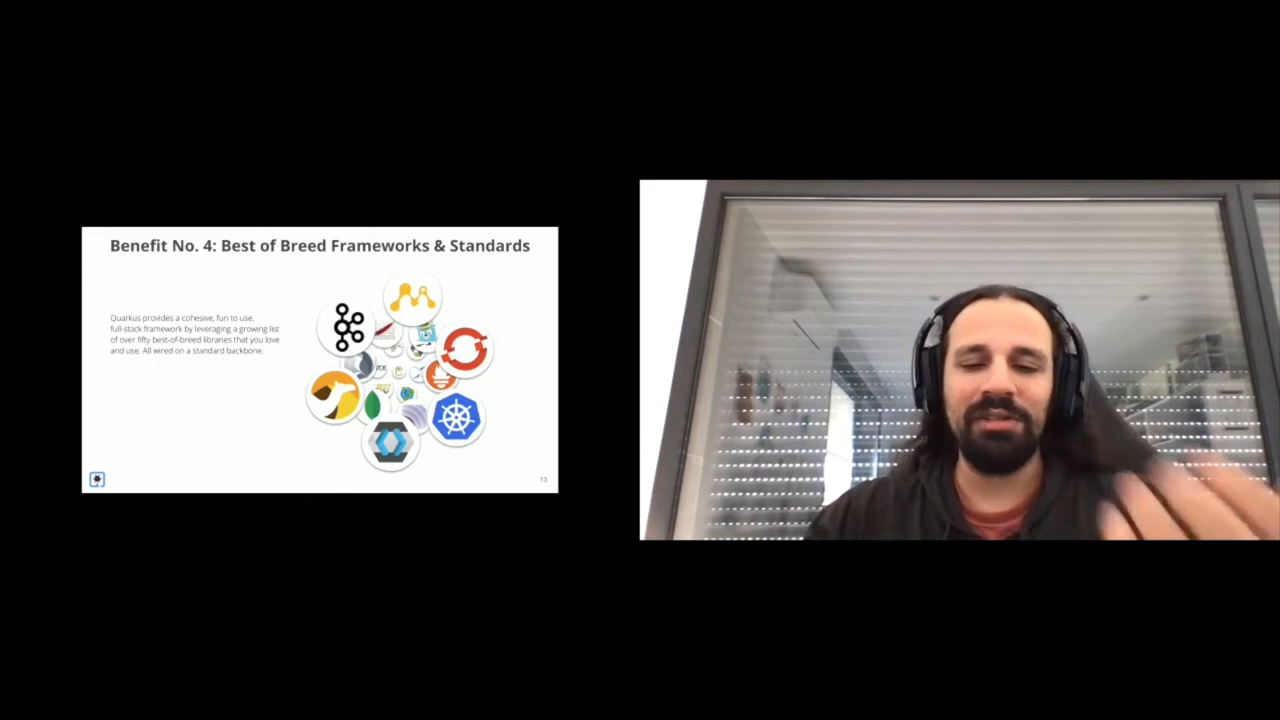 Benefit No. 4: Best of Breed Frameworks & Standards
Quarkus provides a cohesive, fun to use,
full-stack framework by leveraging a growing list
of over fifty best-of-breed libraries that you love
and use. All wired on a standard backbone.
13